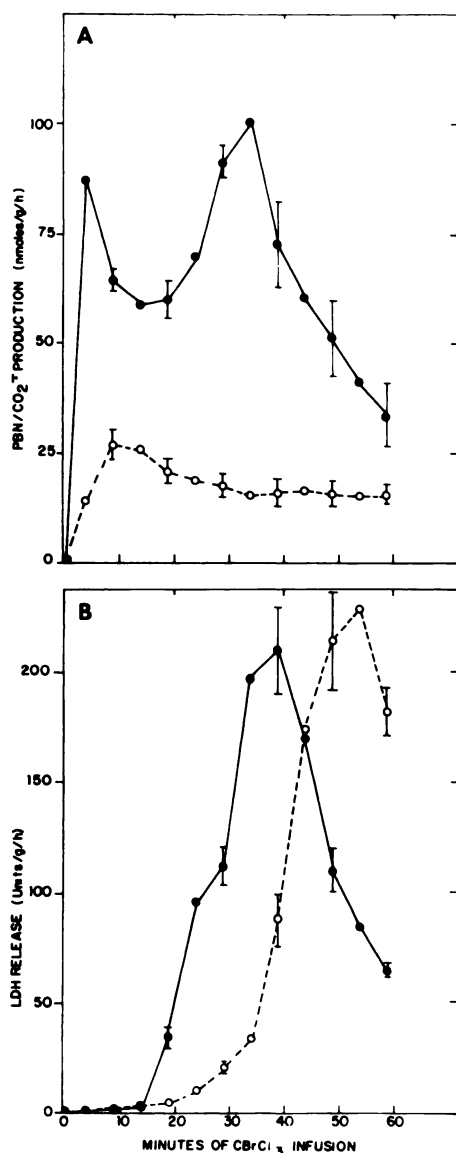 A
100
75
50
25
0
PBN/CO2⨪ PRODUCTION (nmoles/g/h)
B
200
150
100
50
0
LDH RELEASE (Units/g/h)
0 10 20 30 40 50 60
MINUTES OF CBrCl3 INFUSION